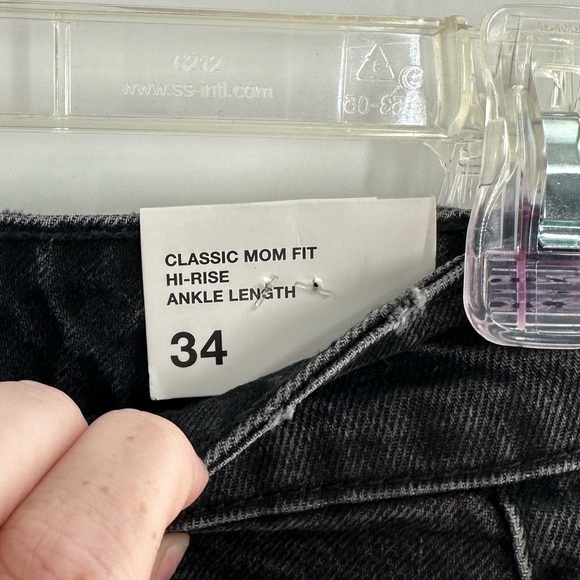 6212
www.ss-intl.com
CLASSIC MOM FIT
HI-RISE
ANKLE LENGTH
34